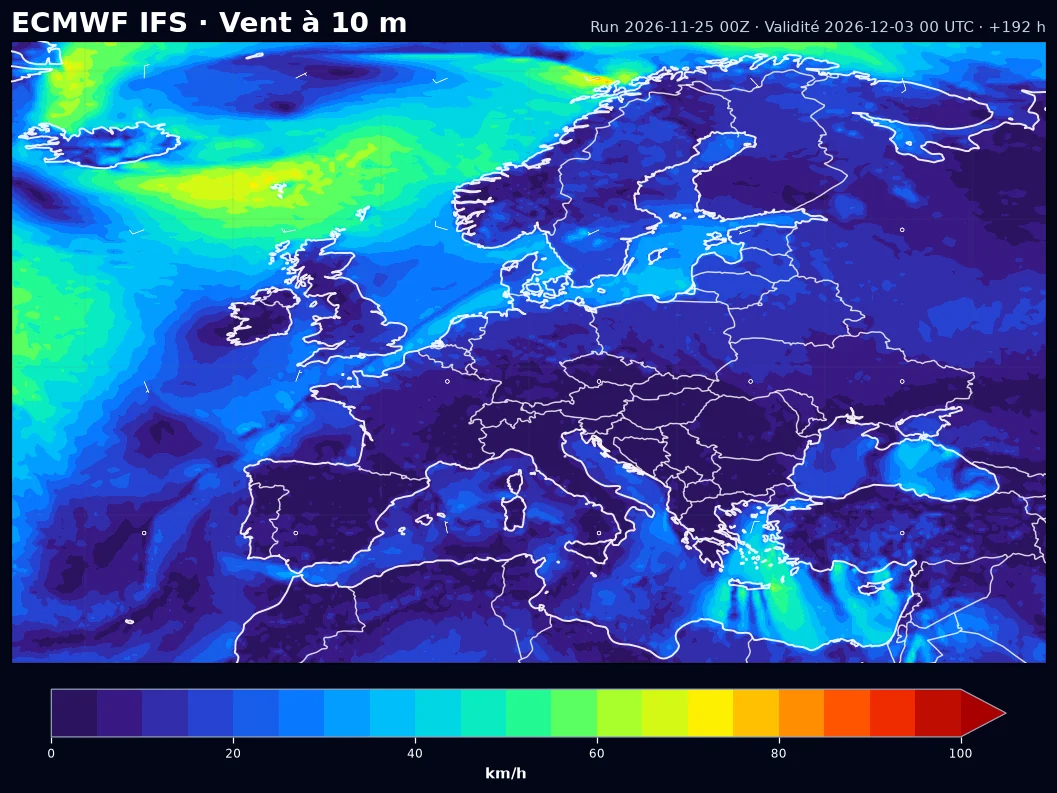 ECMWF IFS · Vent à 10 m
Run 2026-11-25 00Z · Validité 2026-12-03 00 UTC · +192 h
0 20 40 60 80 100
km/h